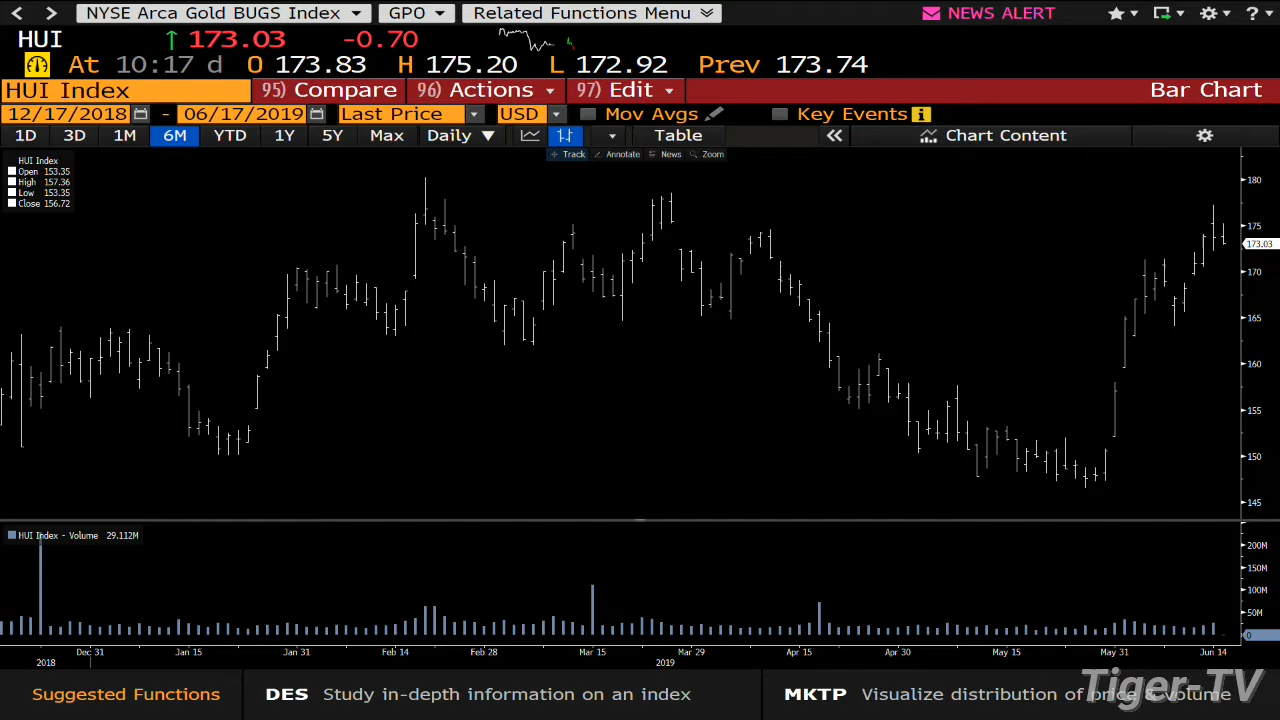 NYSE Arca Gold BUGS Index GPO Related Functions Menu NEWS ALERT ?
HUI ↑ 173.03 -0.70
At 10:17 d O 173.83 H 175.20 L 172.92 Prev 173.74
HUI Index 95) Compare 96) Actions 97) Edit Bar Chart
12/17/2018 - 06/17/2019 Last Price USD Mov Avgs Key Events i
1D 3D 1M 6M YTD 1Y 5Y Max Daily ▼ Table « Chart Content
Track Annotate News Zoom
HUI Index
Open 153.35
High 157.36
Low 153.35
Close 156.72
180
175
173.03
170
165
160
155
150
145
HUI Index - Volume 29.112M
200M
150M
100M
50M
0
Dec 31 Jan 15 Jan 31 Feb 14 Feb 28 Mar 15 Mar 29 Apr 15 Apr 30 May 15 May 31 Jun 14
2018 2019
Suggested Functions DES Study in-depth information on an index MKTP Visualize distribution of price & volume
Tiger-TV